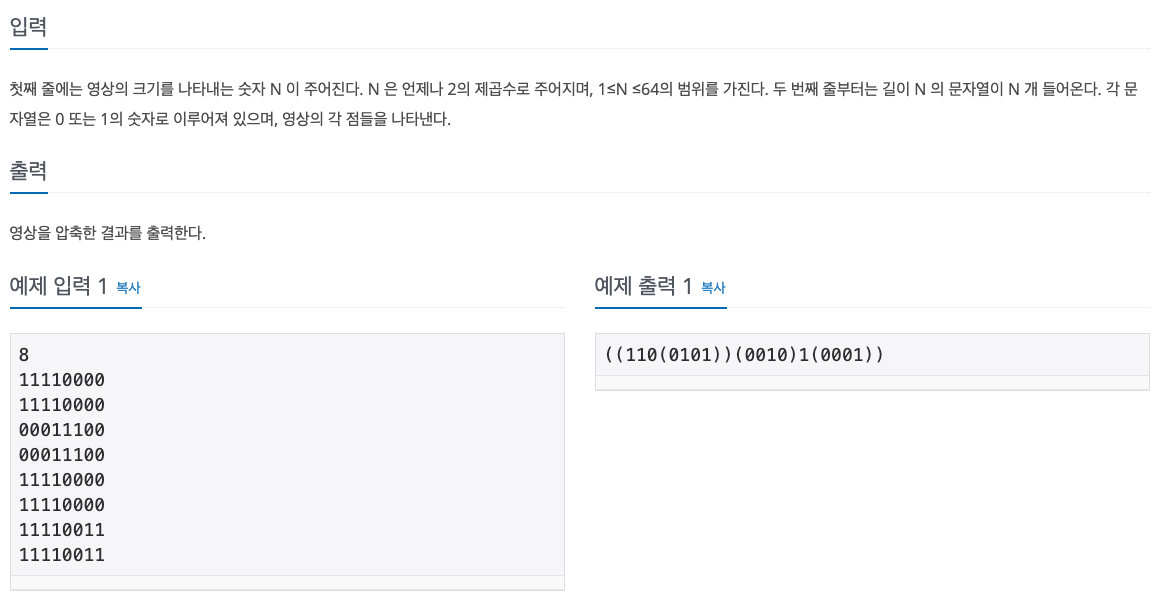 입력
첫째 줄에는 영상의 크기를 나타내는 숫자 N 이 주어진다. N 은 언제나 2의 제곱수로 주어지며, 1≤N ≤64의 범위를 가진다. 두 번째 줄부터는 길이 N 의 문자열이 N 개 들어온다. 각 문
자열은 0 또는 1의 숫자로 이루어져 있으며, 영상의 각 점들을 나타낸다.
출력
영상을 압축한 결과를 출력한다.
예제 입력 1 복사
8
11110000
11110000
00011100
00011100
11110000
11110000
11110011
11110011
예제 출력 1 복사
((110(0101))(0010)1(0001))